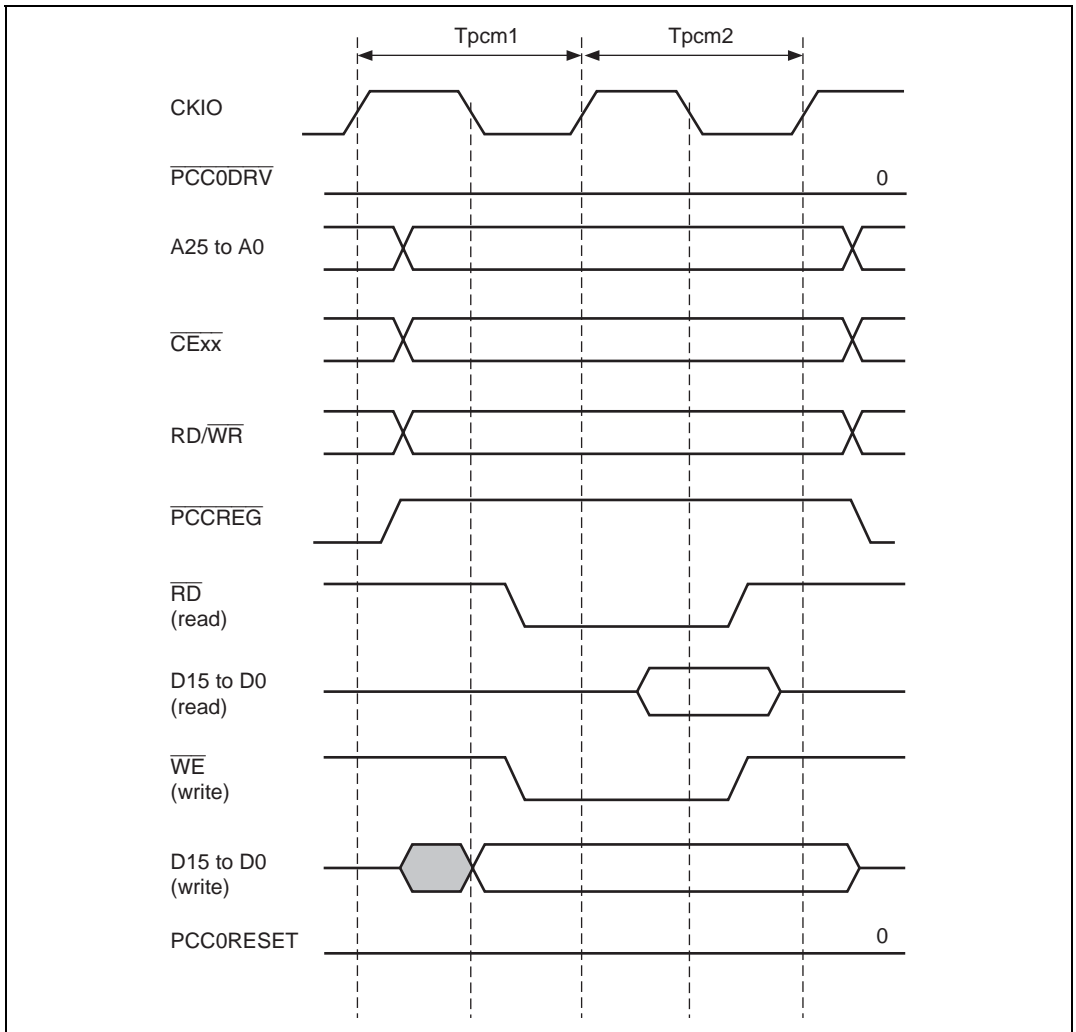 Tpcm1 Tpcm2
CKIO
PCC0DRV
0
A25 to A0
CExx
RD/WR
PCCREG
RD
(read)
D15 to D0
(read)
WE
(write)
D15 to D0
(write)
PCC0RESET
0